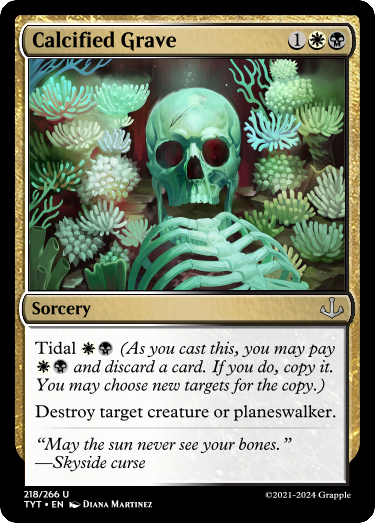 Calcified Grave 1
Sorcery
Tidal (As you cast this, you may pay
and discard a card. If you do, copy it.
You may choose new targets for the copy.)
Destroy target creature or planeswalker.
“May the sun never see your bones.”
—Skyside curse
218/266 U
TYT • EN Diana Martinez
©2021-2024 Grapple